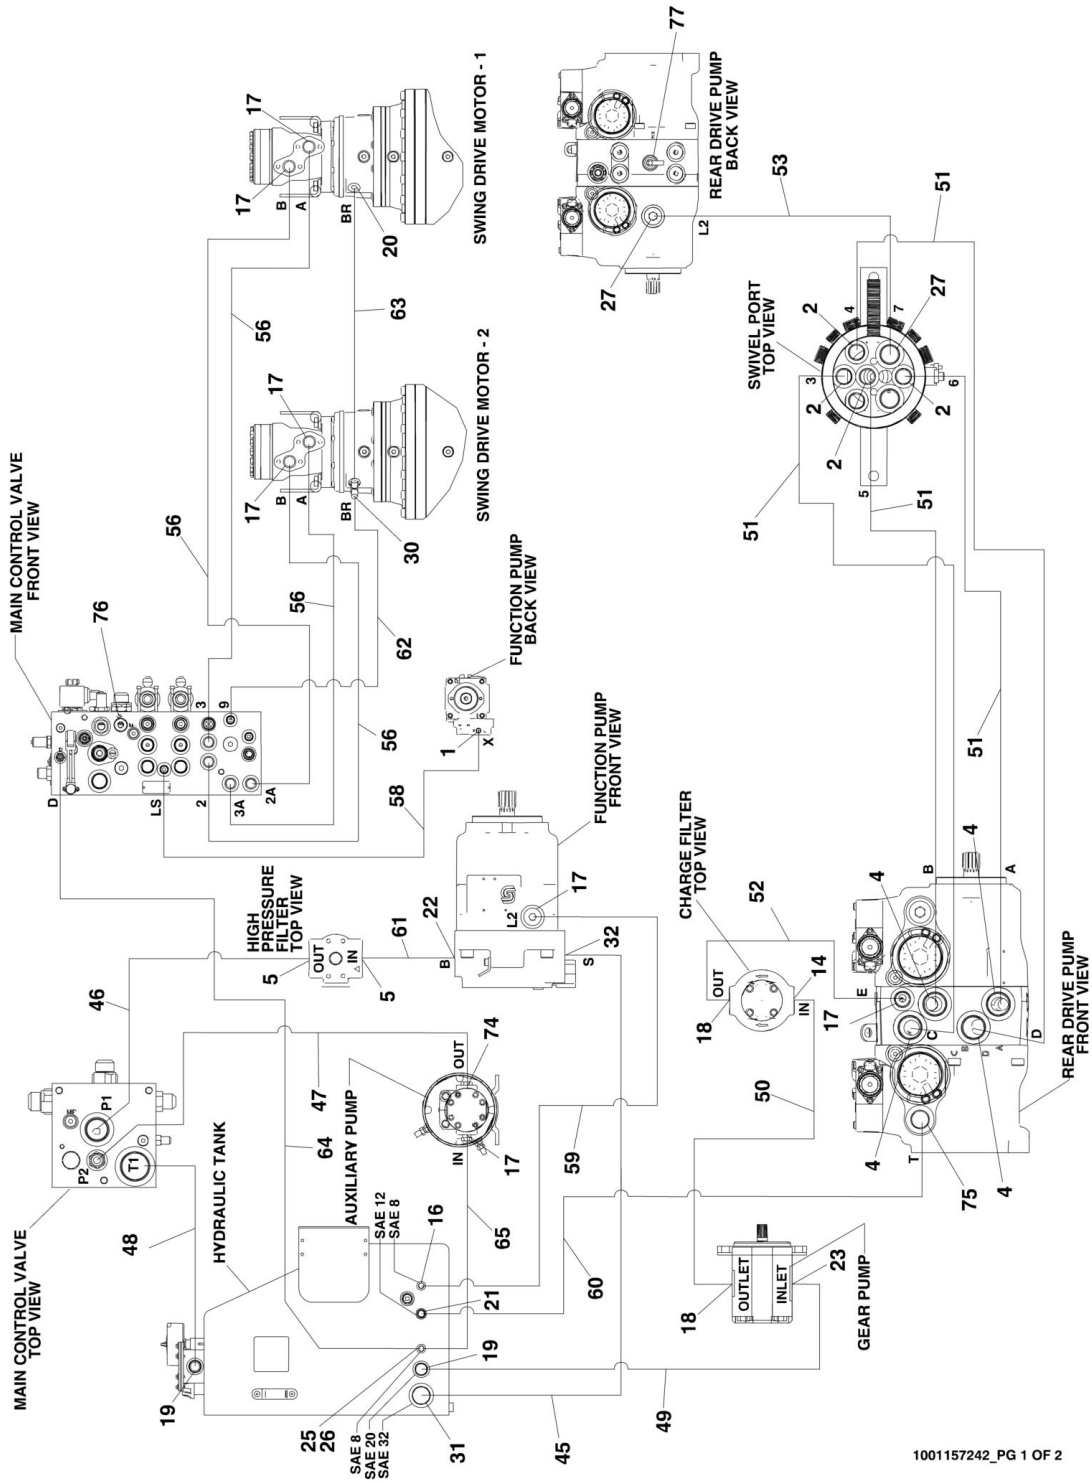 MAIN CONTROL VALVE
TOP VIEW
48
P2
T1
MP
P1
46
HYDRAULIC TANK
19
25
26
SAE 8
SAE 20
SAE 32
31
19
21
16
SAE 12
SAE 8
45
49
60
65
64
47
AUXILIARY PUMP
IN
OUT
17
74
59
HIGH
PRESSURE
FILTER
TOP VIEW
5
OUT
IN
5
61
MAIN CONTROL VALVE
FRONT VIEW
76
D
LS
2
3A
2A
3
9
58
56
56
56
56
62
63
SWING DRIVE MOTOR - 1
17
17
B
A
BR
20
SWING DRIVE MOTOR - 2
17
17
B
A
BR
30
FUNCTION PUMP
BACK VIEW
1
X
FUNCTION PUMP
FRONT VIEW
22
B
L2
17
S
32
CHARGE FILTER
TOP VIEW
OUT
IN
18
14
52
50
GEAR PUMP
OUTLET
INLET
18
23
REAR DRIVE PUMP
FRONT VIEW
T
E
17
4
4
4
4
75
B
A
D
C
C
B
D
A
REAR DRIVE PUMP
BACK VIEW
77
27
L2
53
51
51
51
51
SWIVEL PORT
TOP VIEW
2
2
2
2
3
4
5
6
7
27
1001157242_PG 1 OF 2